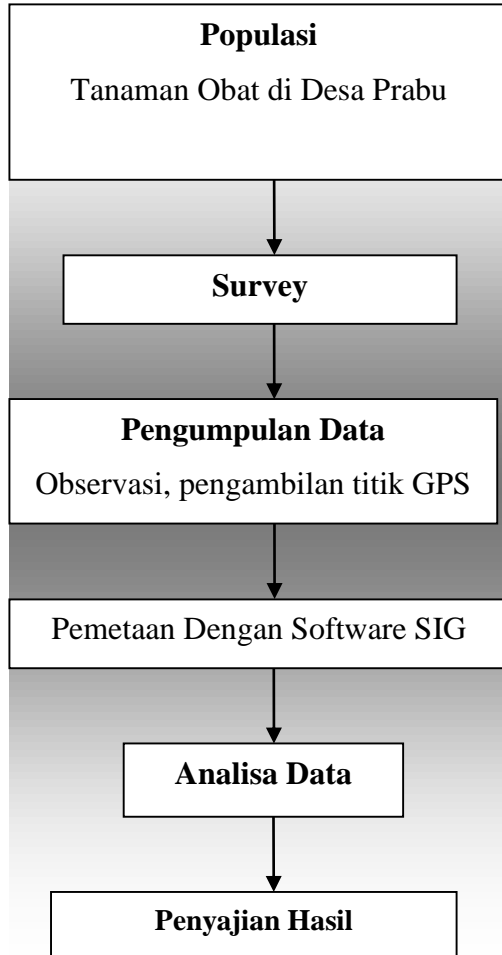 Populasi
Tanaman Obat di Desa Prabu
Survey
Pengumpulan Data
Observasi, pengambilan titik GPS
Pemetaan Dengan Software SIG
Analisa Data
Penyajian Hasil